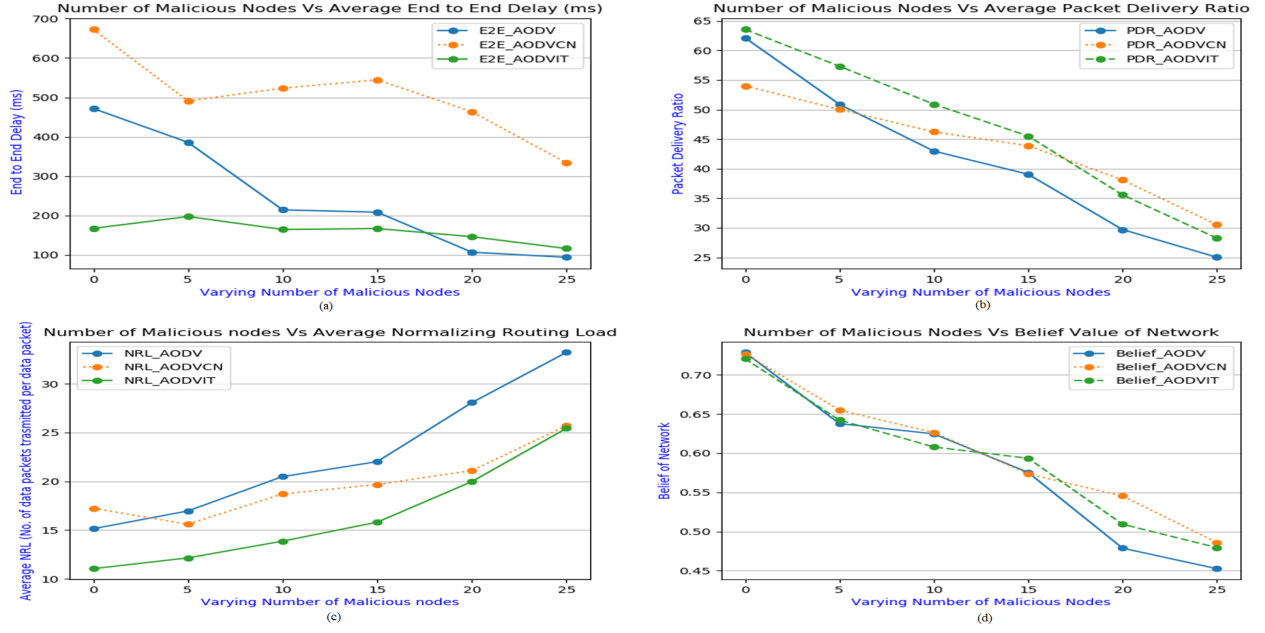 Number of Malicious Nodes Vs Average End to End Delay (ms)
700
600
500
400
300
200
100
End to End Delay (ms)
E2E_AODV
E2E_AODVCN
E2E_AODVIT
0 5 10 15 20 25
Varying Number of Malicious Nodes
(a)
Number of Malicious Nodes Vs Average Packet Delivery Ratio
65
60
55
50
45
40
35
30
25
Packet Delivery Ratio
PDR_AODV
PDR_AODVCN
PDR_AODVIT
0 5 10 15 20 25
Varying Number of Malicious Nodes
(b)
Number of Malicious nodes Vs Average Normalizing Routing Load
30
25
20
15
10
Average NRL (No. of data packets trasmitted per data packet)
NRL_AODV
NRL_AODVCN
NRL_AODVIT
0 5 10 15 20 25
Varying Number of Malicious nodes
(c)
Number of Malicious Nodes Vs Belief Value of Network
0.70
0.65
0.60
0.55
0.50
0.45
Belief of Network
Belief_AODV
Belief_AODVCN
Belief_AODVIT
0 5 10 15 20 25
Varying Number of Malicious Nodes
(d)